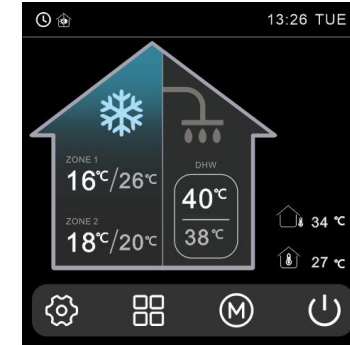 13:26 TUE
ZONE 1
16℃/26℃
DHW
40℃
38℃
ZONE 2
18℃/20℃
34 ℃
27 ℃
M